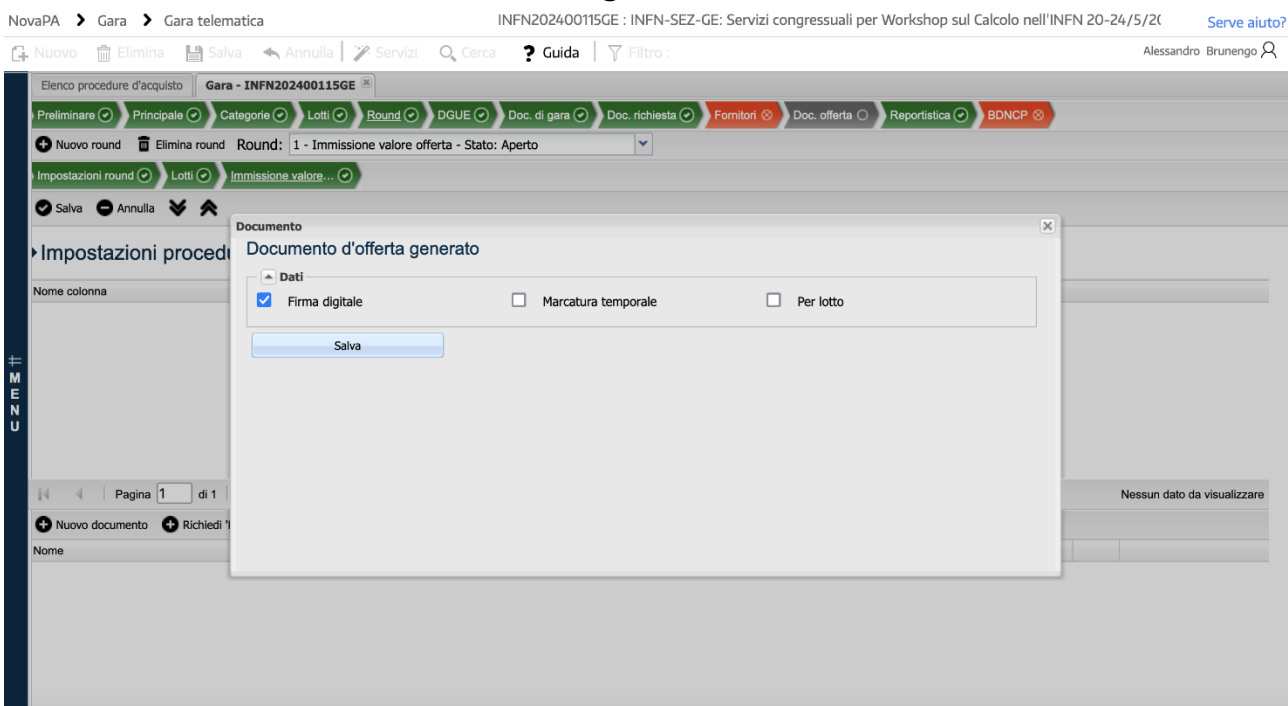 NovaPA > Gara > Gara telematica INFN202400115GE : INFN-SEZ-GE: Servizi congressuali per Workshop sul Calcolo nell'INFN 20-24/5/20 Serve aiuto?
Nuovo Elimina Salva Annulla Servizi Cerca ? Guida Filtro : Alessandro Brunengo
Elenco procedure d'acquisto Gara - INFN202400115GE
Preliminare Principale Categorie Lotti Round DGUE Doc. di gara Doc. richiesta Fornitori Doc. offerta Reportistica BDNCP
Nuovo round Elimina round Round: 1 - Immissione valore offerta - Stato: Aperto
Impostazioni round Lotti Immissione valore...
Salva Annulla
Documento
Impostazioni proced
Documento d'offerta generato
Dati
Nome colonna
Firma digitale Marcatura temporale Per lotto
Salva
MENU
Pagina 1 di 1 Nessun dato da visualizzare
Nuovo documento Richiedi '
Nome